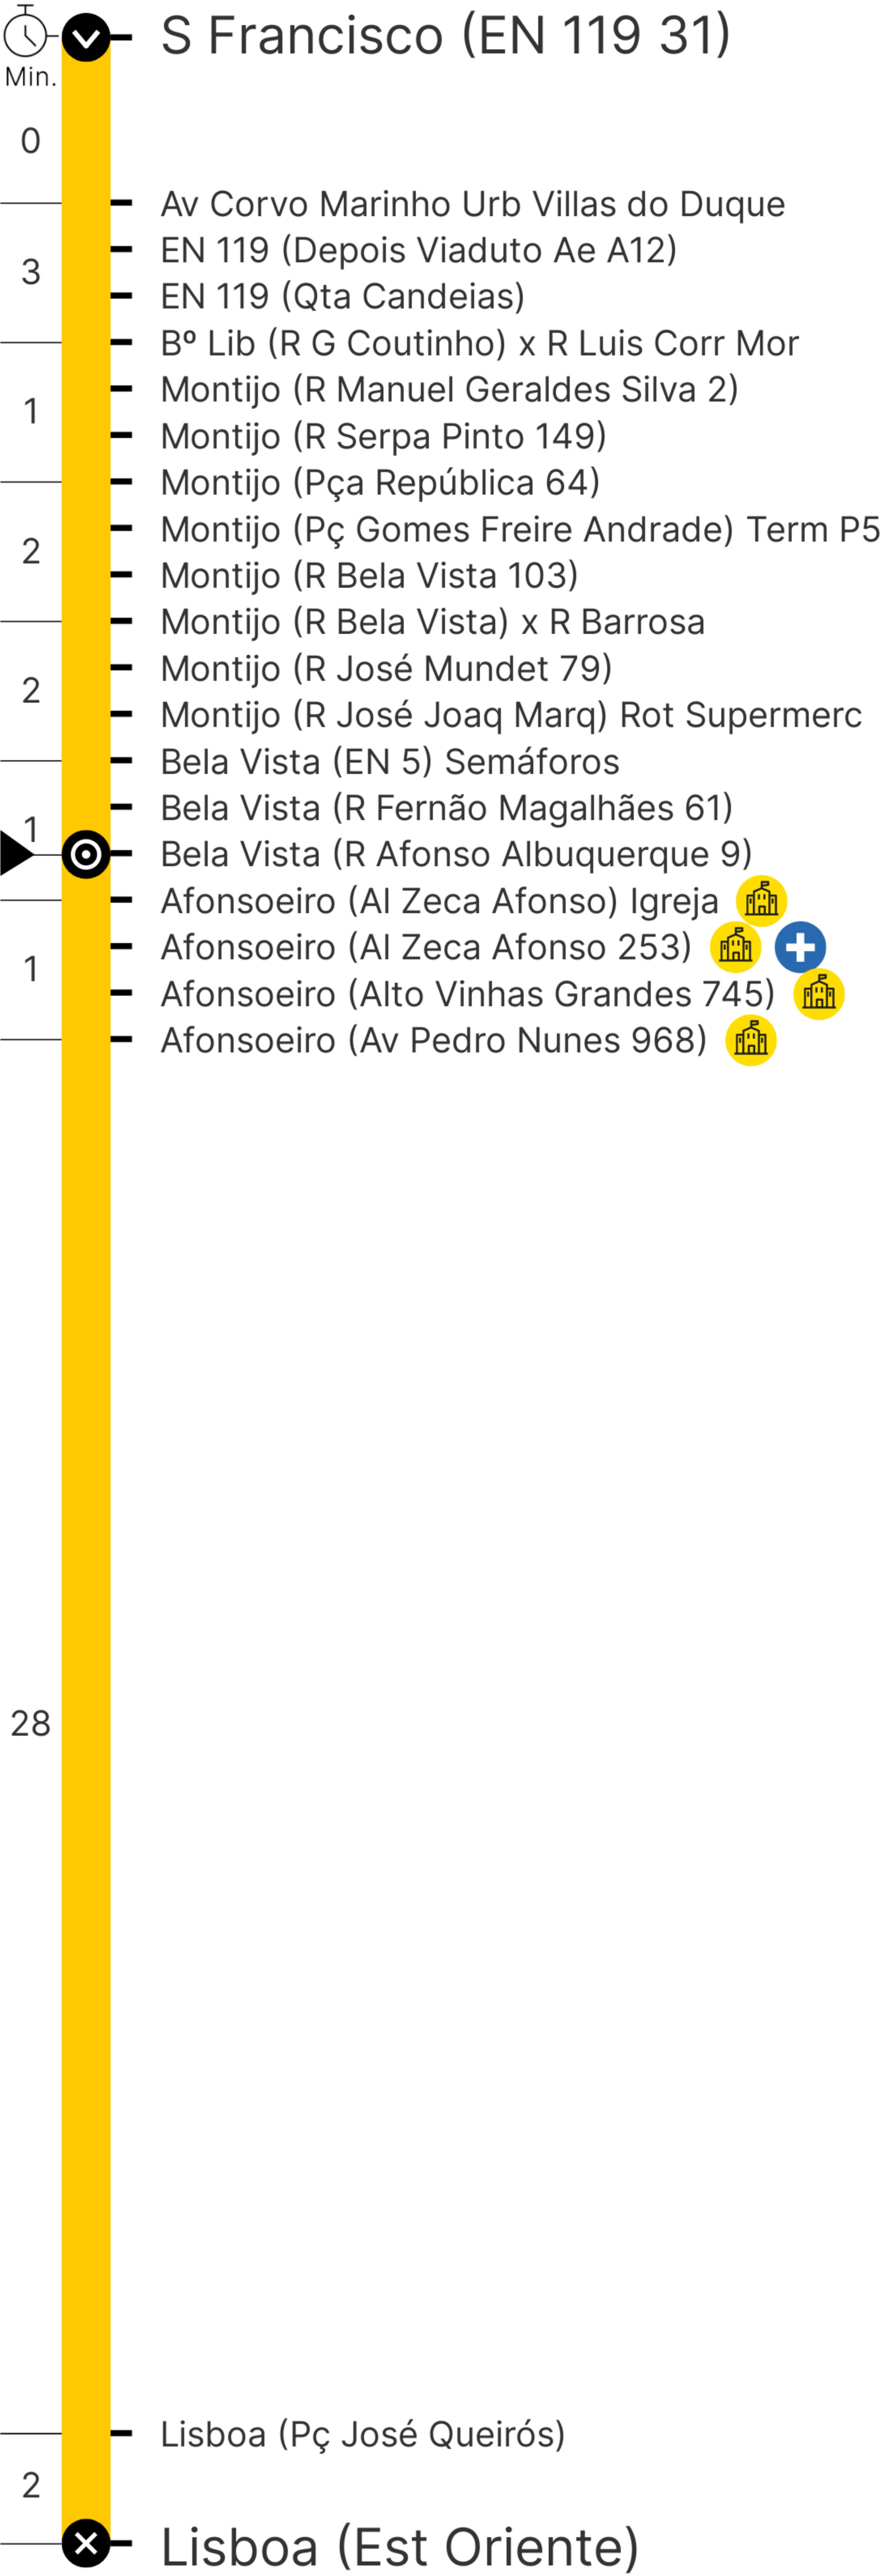 S Francisco (EN 119 31)
Min.
0
Av Corvo Marinho Urb Villas do Duque
EN 119 (Depois Viaduto Ae A12)
3
EN 119 (Qta Candeias)
Bº Lib (R G Coutinho) x R Luis Corr Mor
Montijo (R Manuel Geraldes Silva 2)
1
Montijo (R Serpa Pinto 149)
Montijo (Pça República 64)
Montijo (Pç Gomes Freire Andrade) Term P5
2
Montijo (R Bela Vista 103)
Montijo (R Bela Vista) x R Barrosa
Montijo (R José Mundet 79)
2
Montijo (R José Joaq Marq) Rot Supermerc
Bela Vista (EN 5) Semáforos
Bela Vista (R Fernão Magalhães 61)
1
Bela Vista (R Afonso Albuquerque 9)
Afonsoeiro (Al Zeca Afonso) Igreja
Afonsoeiro (Al Zeca Afonso 253)
1
Afonsoeiro (Alto Vinhas Grandes 745)
Afonsoeiro (Av Pedro Nunes 968)
28
Lisboa (Pç José Queirós)
2
Lisboa (Est Oriente)